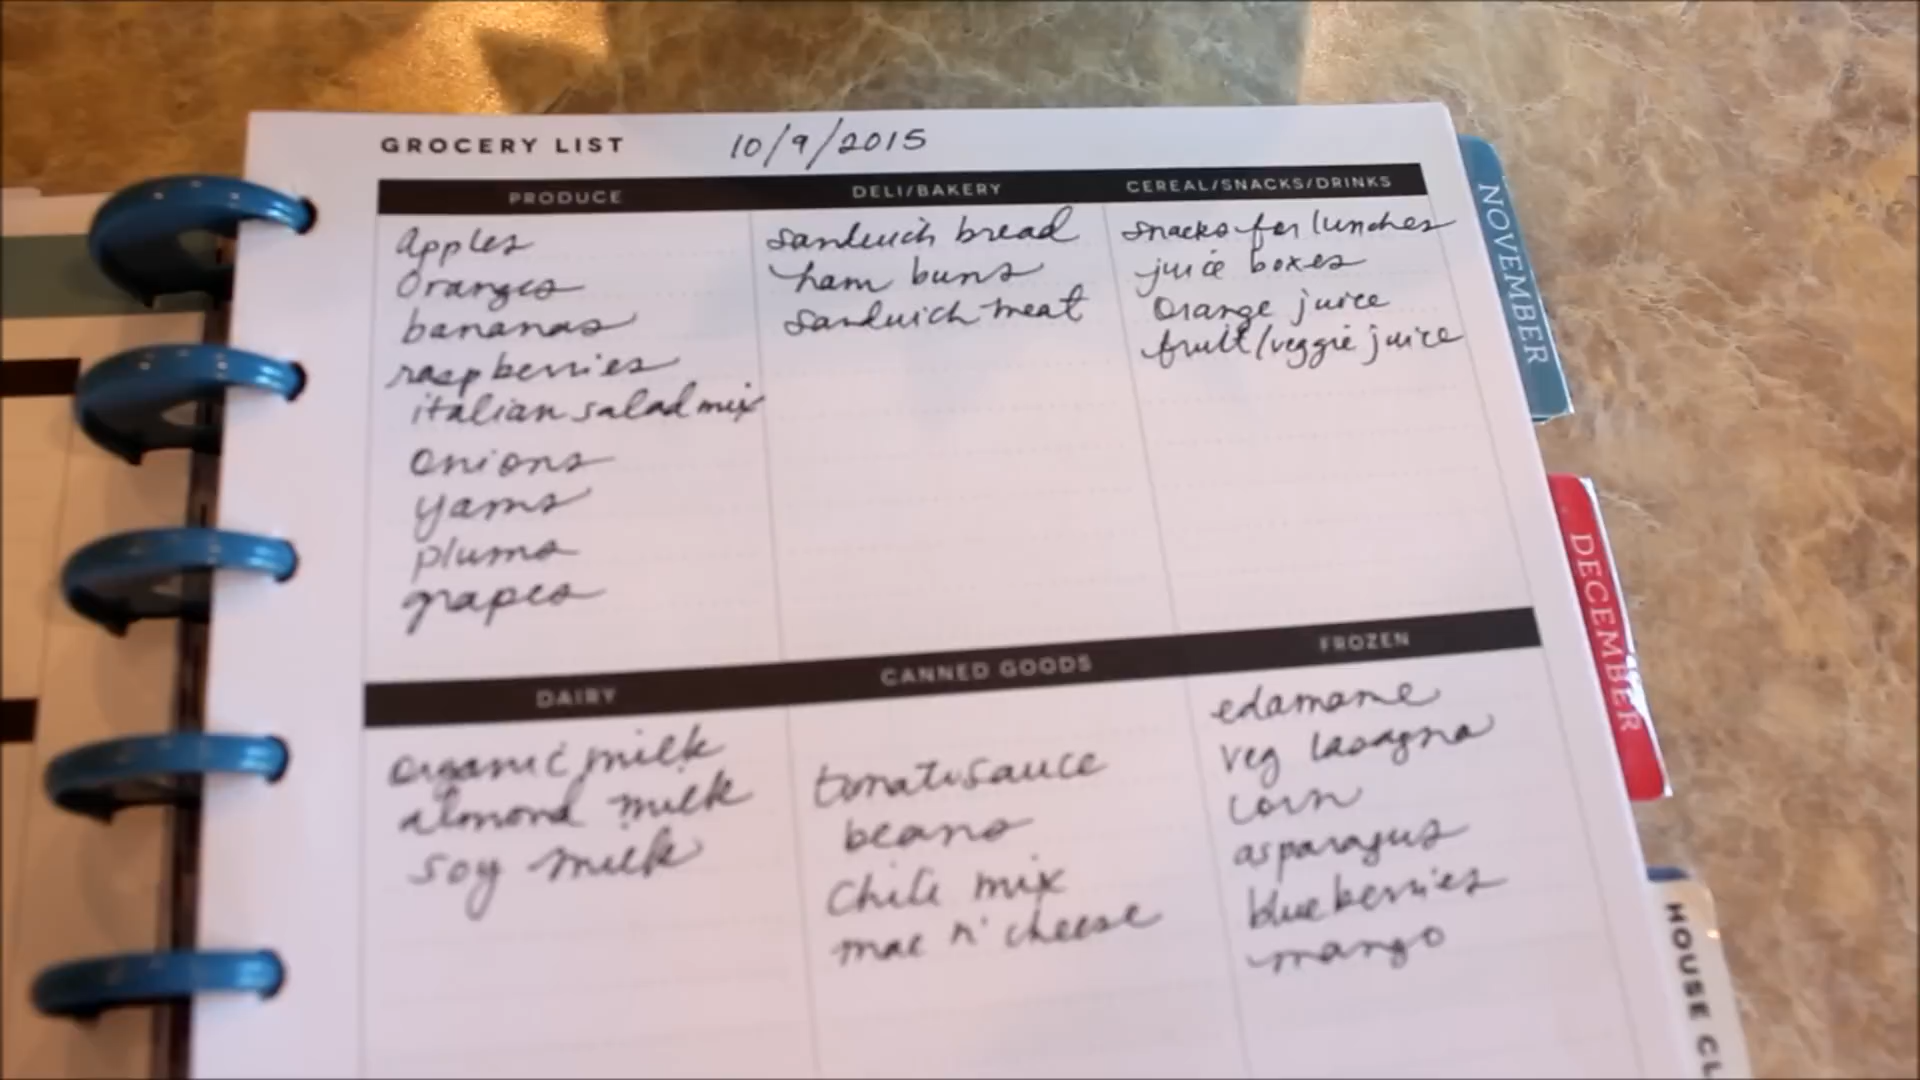 GROCERY LIST 10/9/2015
PRODUCE
apples
oranges
bananas
raspberries
italian salad mix
onions
yams
plums
grapes
DELI/BAKERY
sandwich bread
ham buns
sandwich meat
CEREAL/SNACKS/DRINKS
snacks for lunches
juice boxes
orange juice
fruit/veggie juice
DAIRY
organic milk
almond milk
soy milk
CANNED GOODS
tomato sauce
beans
chili mix
mac n' cheese
FROZEN
edamame
veg lasagna
corn
asparagus
blueberries
mango
NOVEMBER
DECEMBER
HOUSE CL